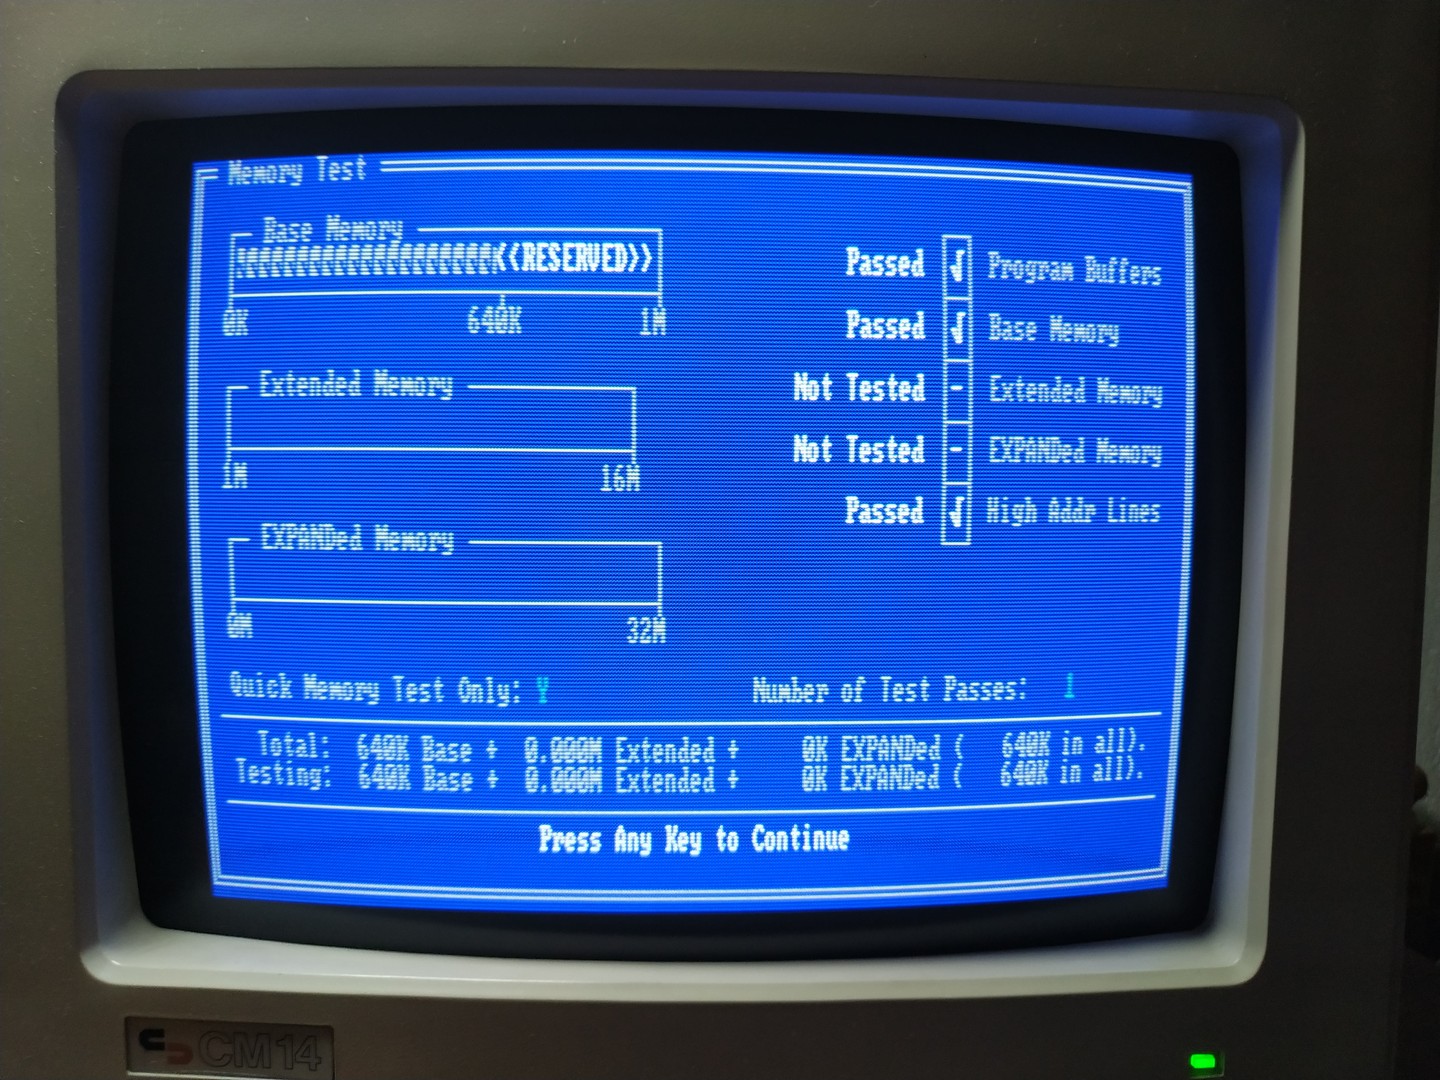 Memory Test
Base Memory
<<RESERVED>>
0K 640K 1M
Extended Memory
1M 16M
EXPANDed Memory
0M 32M
Passed √ Program Buffers
Passed √ Base Memory
Not Tested - Extended Memory
Not Tested - EXPANDed Memory
Passed √ High Addr Lines
Quick Memory Test Only: Y Number of Test Passes: 1
Total: 640K Base + 0.000M Extended + 0K EXPANDed ( 640K in all).
Testing: 640K Base + 0.000M Extended + 0K EXPANDed ( 640K in all).
Press Any Key to Continue
CM14